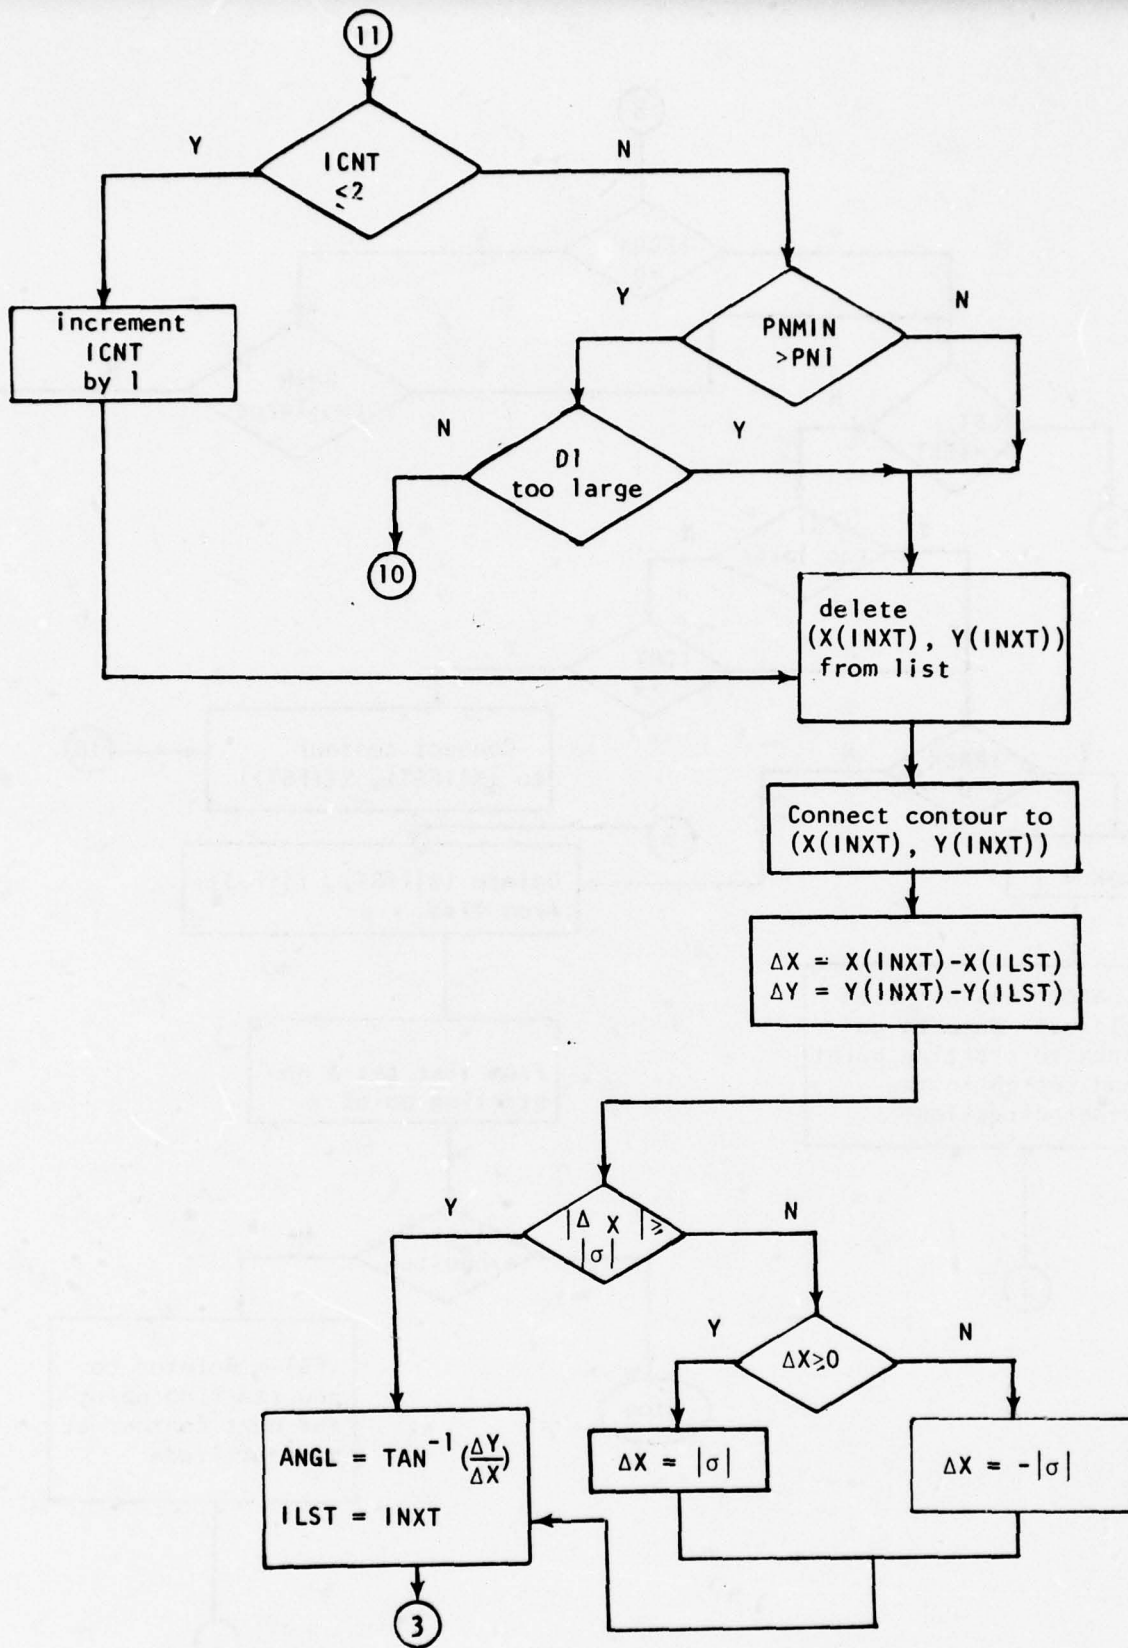 11
Y
ICNT
≤2
N
increment
ICNT
by 1
Y
PNMIN
>PN1
N
N
D1
too large
Y
10
delete
(X(INXT), Y(INXT))
from list
Connect contour to
(X(INXT), Y(INXT))
ΔX = X(INXT)-X(ILST)
ΔY = Y(INXT)-Y(ILST)
Y
|Δ X |≥
|σ|
N
Y
ΔX≥0
N
ANGL = TAN⁻¹(ΔY/ΔX)
ILST = INXT
ΔX = |σ|
ΔX = -|σ|
3